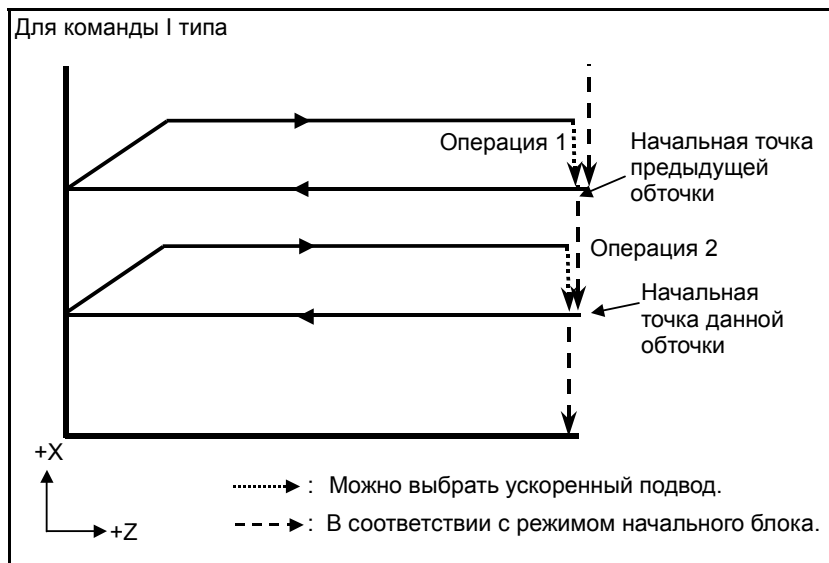 Для команды I типа
Операция 1
Начальная точка
предыдущей
обточки
Операция 2
Начальная
точка данной
обточки
+X
+Z
: Можно выбрать ускоренный подвод.
: В соответствии с режимом начального блока.